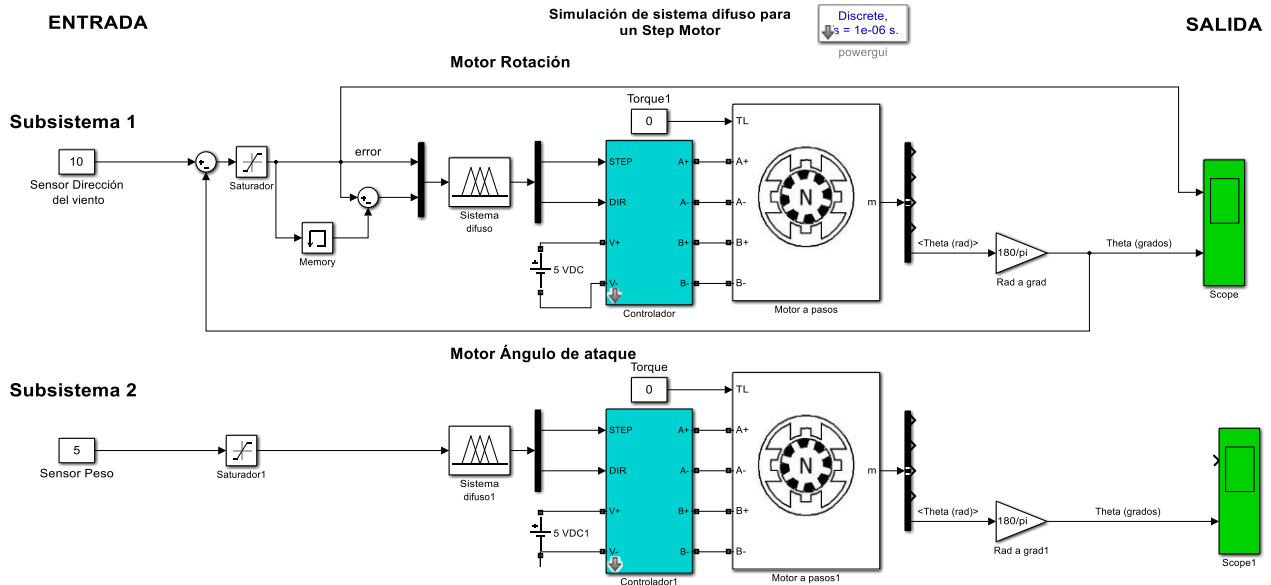 ENTRADA
Simulación de sistema difuso para
un Step Motor
Discrete,
s = 1e-06 s.
powergui
SALIDA
Motor Rotación
Subsistema 1
10
Sensor Dirección
del viento
Saturador
error
Memory
Sistema
difuso
Torque1
0
STEP
DIR
V+
V-
A+
A-
B+
B-
5 VDC
Controlador
TL
A+
A-
B+
B-
N
m
Motor a pasos
<Theta (rad)>
180/pi
Rad a grad
Theta (grados)
Scope
Motor Ángulo de ataque
Subsistema 2
5
Sensor Peso
Saturador1
Sistema
difuso1
Torque
0
STEP
DIR
V+
V-
A+
A-
B+
B-
5 VDC1
Controlador1
TL
A+
A-
B+
B-
N
m
Motor a pasos1
<Theta (rad)>
180/pi
Rad a grad1
Theta (grados)
Scope1